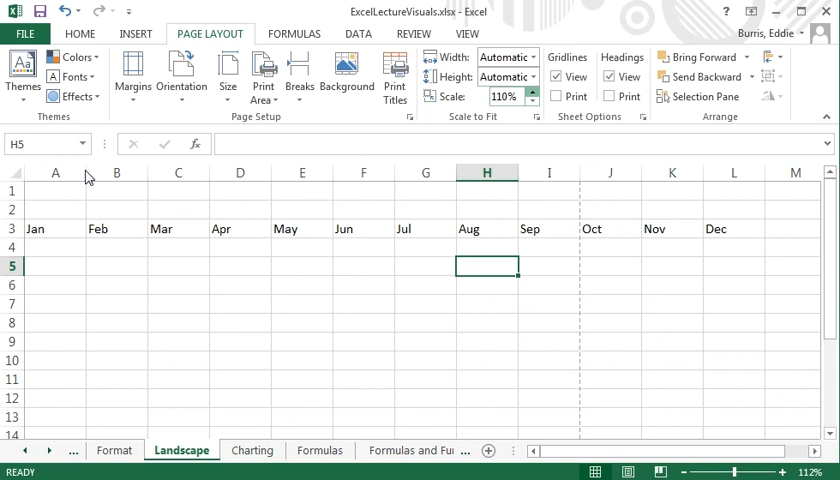 ExcelLectureVisuals.xlsx - Excel
FILE HOME INSERT PAGE LAYOUT FORMULAS DATA REVIEW VIEW Burris, Eddie
Aa Themes Colors Fonts Effects
Margins Orientation Size Print Area Breaks Background Print Titles
Width: Automatic
Height: Automatic
Scale: 110%
Gridlines View Print
Headings View Print
Bring Forward
Send Backward
Selection Pane
Themes Page Setup Scale to Fit Sheet Options Arrange
H5 fx
A B C D E F G H I J K L M
1
2
3 Jan Feb Mar Apr May Jun Jul Aug Sep Oct Nov Dec
4
5
6
7
8
9
10
11
12
13
14
... Format Landscape Charting Formulas Formulas and Fur ...
READY 112%